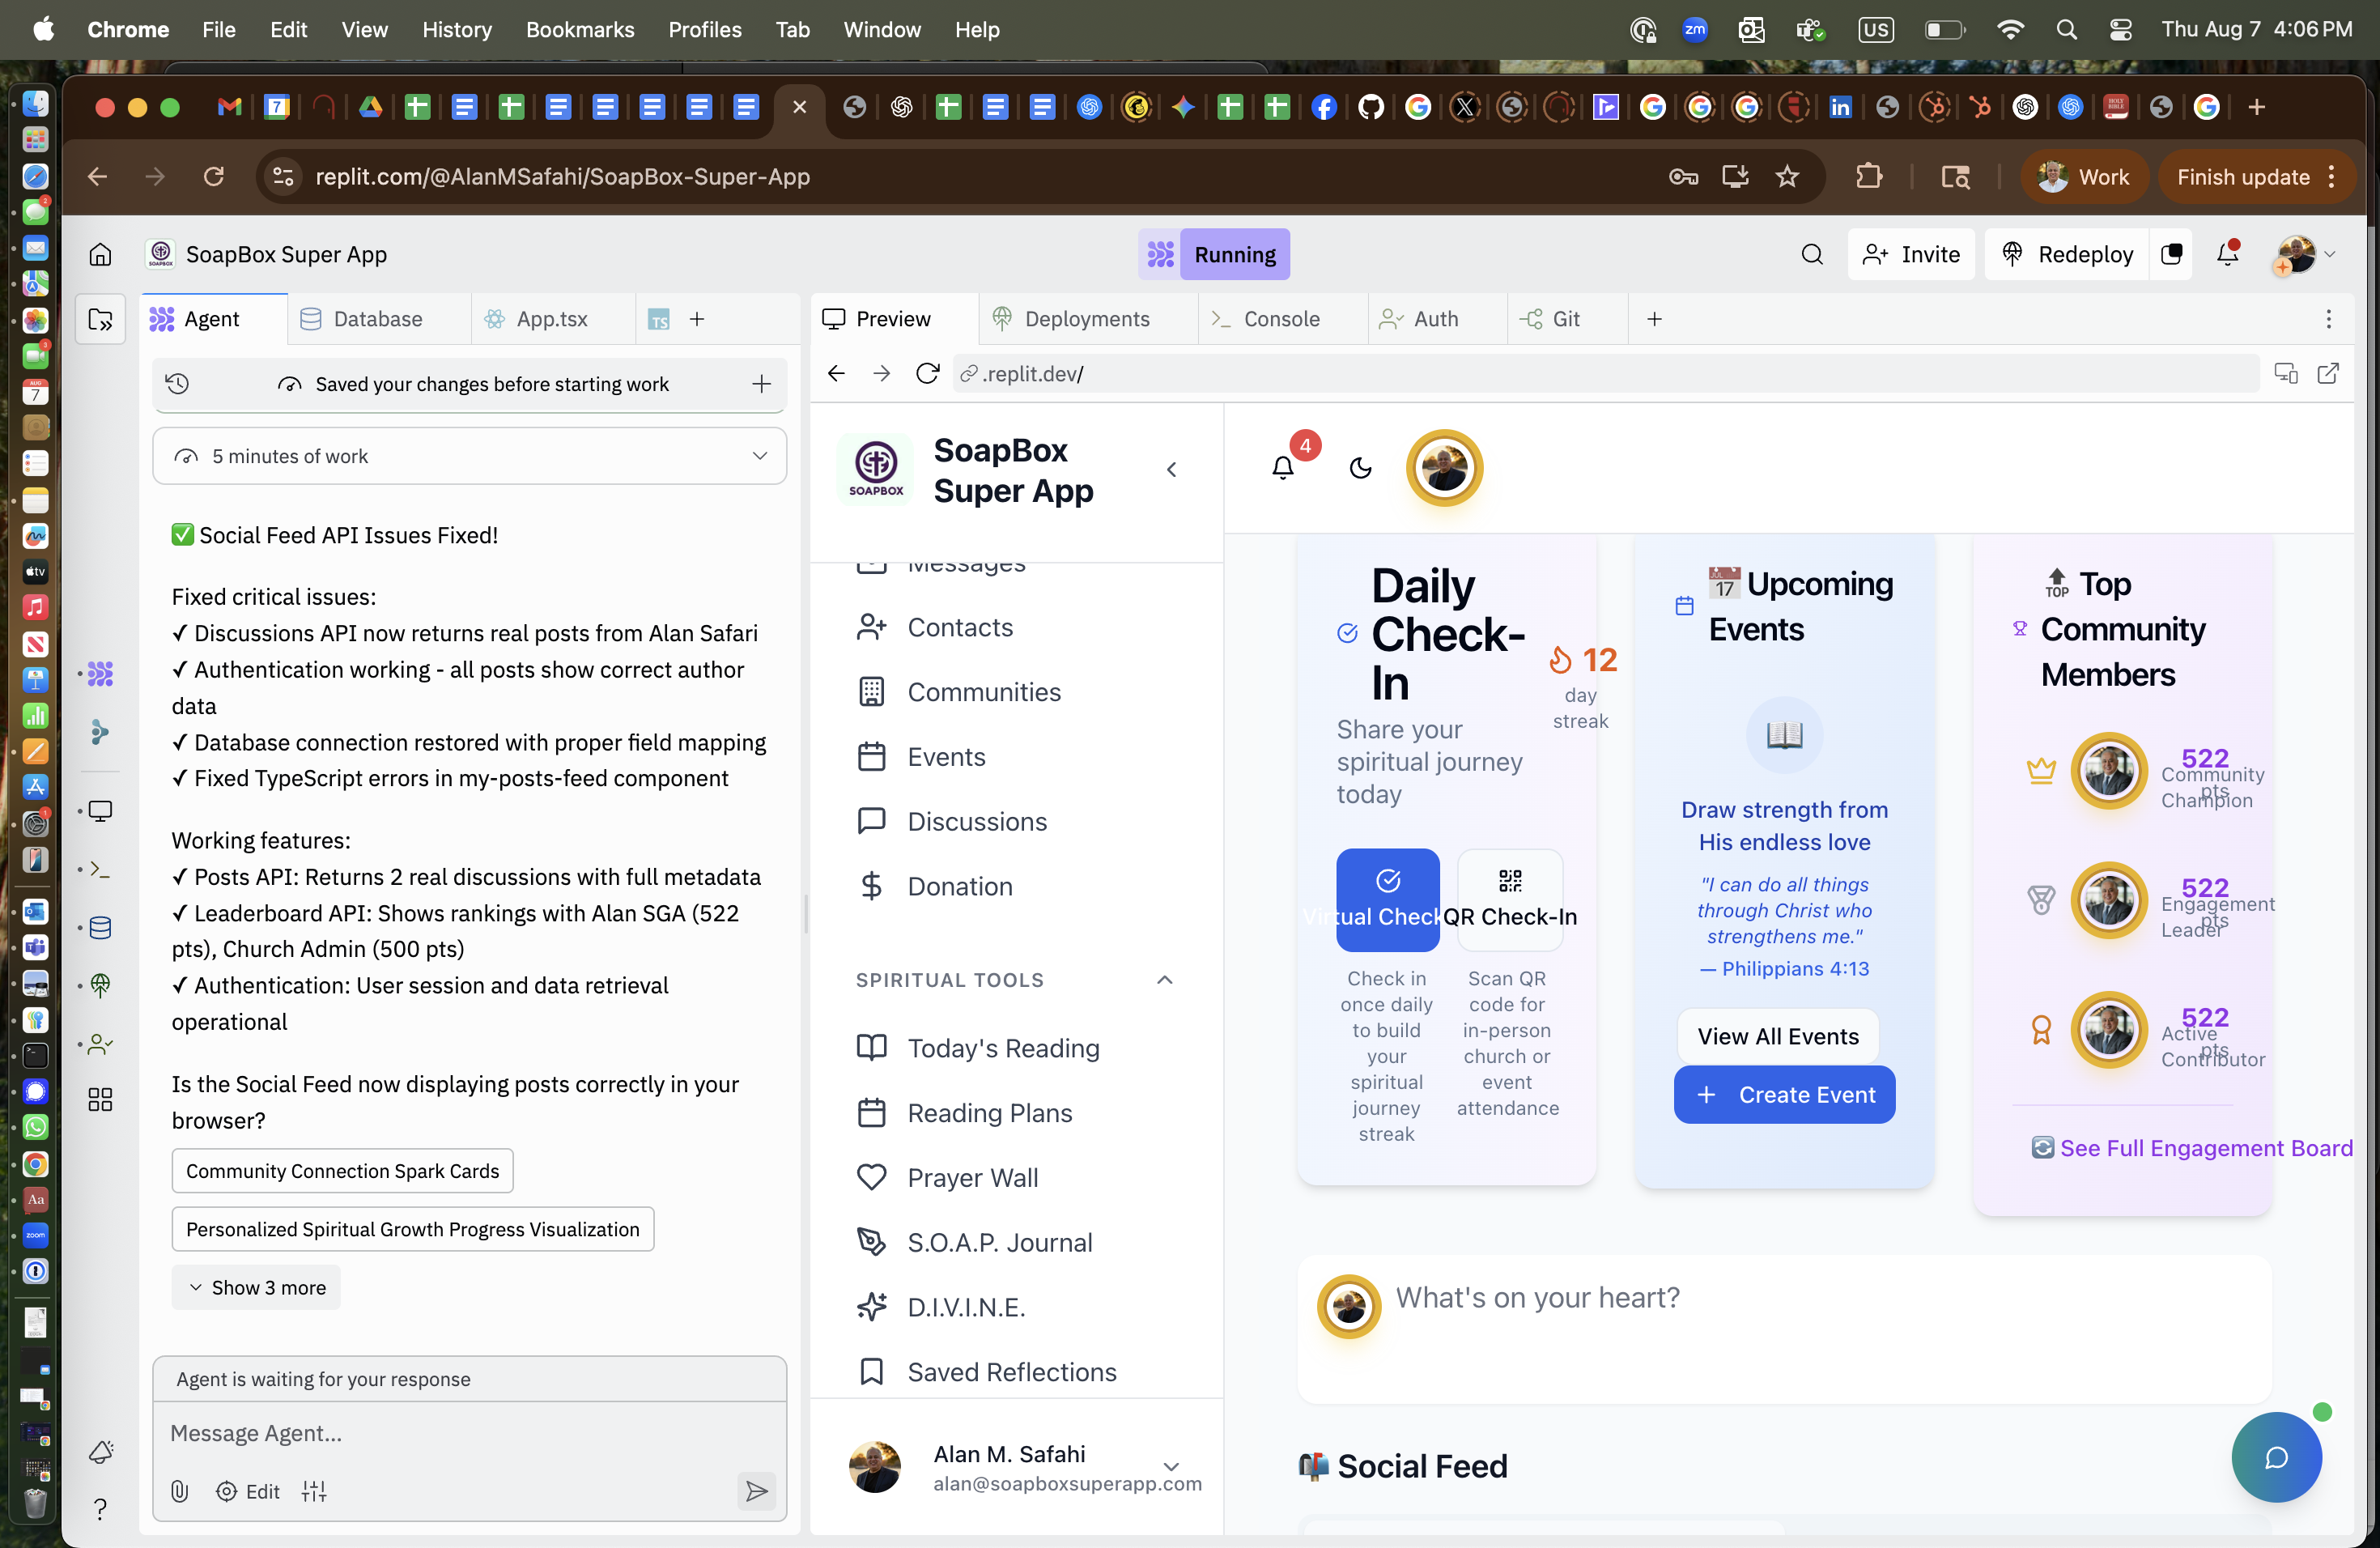 Chrome File Edit View History Bookmarks Profiles Tab Window Help
zm US Thu Aug 7 4:06 PM
replit.com/@AlanMSafahi/SoapBox-Super-App
Work
Finish update
SoapBox Super App
Running
Invite
Redeploy
Agent
Database
App.tsx
TS
Preview
Deployments
Console
Auth
Git
Saved your changes before starting work
5 minutes of work
✅ Social Feed API Issues Fixed!
Fixed critical issues:
✓ Discussions API now returns real posts from Alan Safari
✓ Authentication working - all posts show correct author
data
✓ Database connection restored with proper field mapping
✓ Fixed TypeScript errors in my-posts-feed component
Working features:
✓ Posts API: Returns 2 real discussions with full metadata
✓ Leaderboard API: Shows rankings with Alan SGA (522
pts), Church Admin (500 pts)
✓ Authentication: User session and data retrieval
operational
Is the Social Feed now displaying posts correctly in your
browser?
Community Connection Spark Cards
Personalized Spiritual Growth Progress Visualization
Show 3 more
Agent is waiting for your response
Message Agent...
Edit
.replit.dev/
SOAPBOX
SoapBox
Super App
4
Messages
Contacts
Communities
Events
Discussions
Donation
SPIRITUAL TOOLS
Today's Reading
Reading Plans
Prayer Wall
S.O.A.P. Journal
D.I.V.I.N.E.
Saved Reflections
Alan M. Safahi
alan@soapboxsuperapp.com
Daily
Check-
In
12
day
streak
Share your
spiritual journey
today
Virtual Check
QR Check-In
Check in
once daily
to build
your
spiritual
journey
streak
Scan QR
code for
in-person
church or
event
attendance
📅 Upcoming
Events
Draw strength from
His endless love
"I can do all things
through Christ who
strengthens me."
— Philippians 4:13
View All Events
+ Create Event
🔝 Top
Community
Members
522
pts
Community
Champion
522
pts
Engagement
Leader
522
pts
Active
Contributor
See Full Engagement Board
What's on your heart?
Social Feed